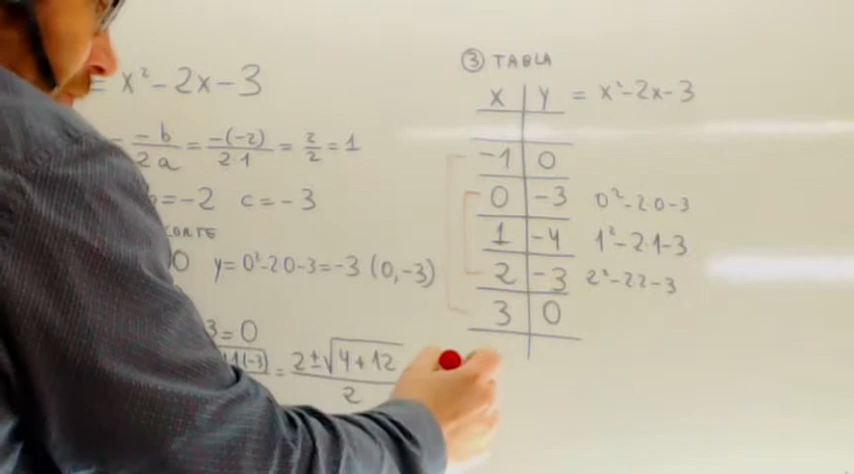 = x² - 2x - 3
-b/2a = -(-2)/2·1 = 2/2 = 1
b = -2 c = -3
CORTE
0 y = 0² - 2·0 - 3 = -3 (0, -3)
3 = 0
= 2 ± √4 + 12 / 2
③ TABLA
X | Y = x² - 2x - 3
-1 | 0
0 | -3 0² - 2·0 - 3
1 | -4 1² - 2·1 - 3
2 | -3 2² - 2·2 - 3
3 | 0